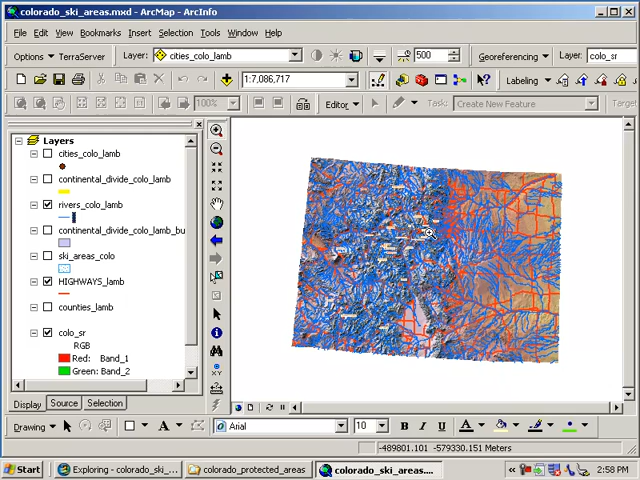 colorado_ski_areas.mxd - ArcMap - ArcInfo
File Edit View Bookmarks Insert Selection Tools Window Help
Options TerraServer Layer: cities_colo_lamb 500 Georeferencing Layer: colo_sr
1:7,086,717 Labeling
100% Editor Task: Create New Feature Target
Layers
cities_colo_lamb
continental_divide_colo_lamb
rivers_colo_lamb
continental_divide_colo_lamb_bu
ski_areas_colo
HIGHWAYS_lamb
counties_lamb
colo_sr
RGB
Red: Band_1
Green: Band_2
Display Source Selection
Drawing A Arial 10 B I U A
-489801.101 -579330.151 Meters
Start Exploring - colorado_sk... colorado_protected_areas colorado_ski_areas.... 2:58 PM